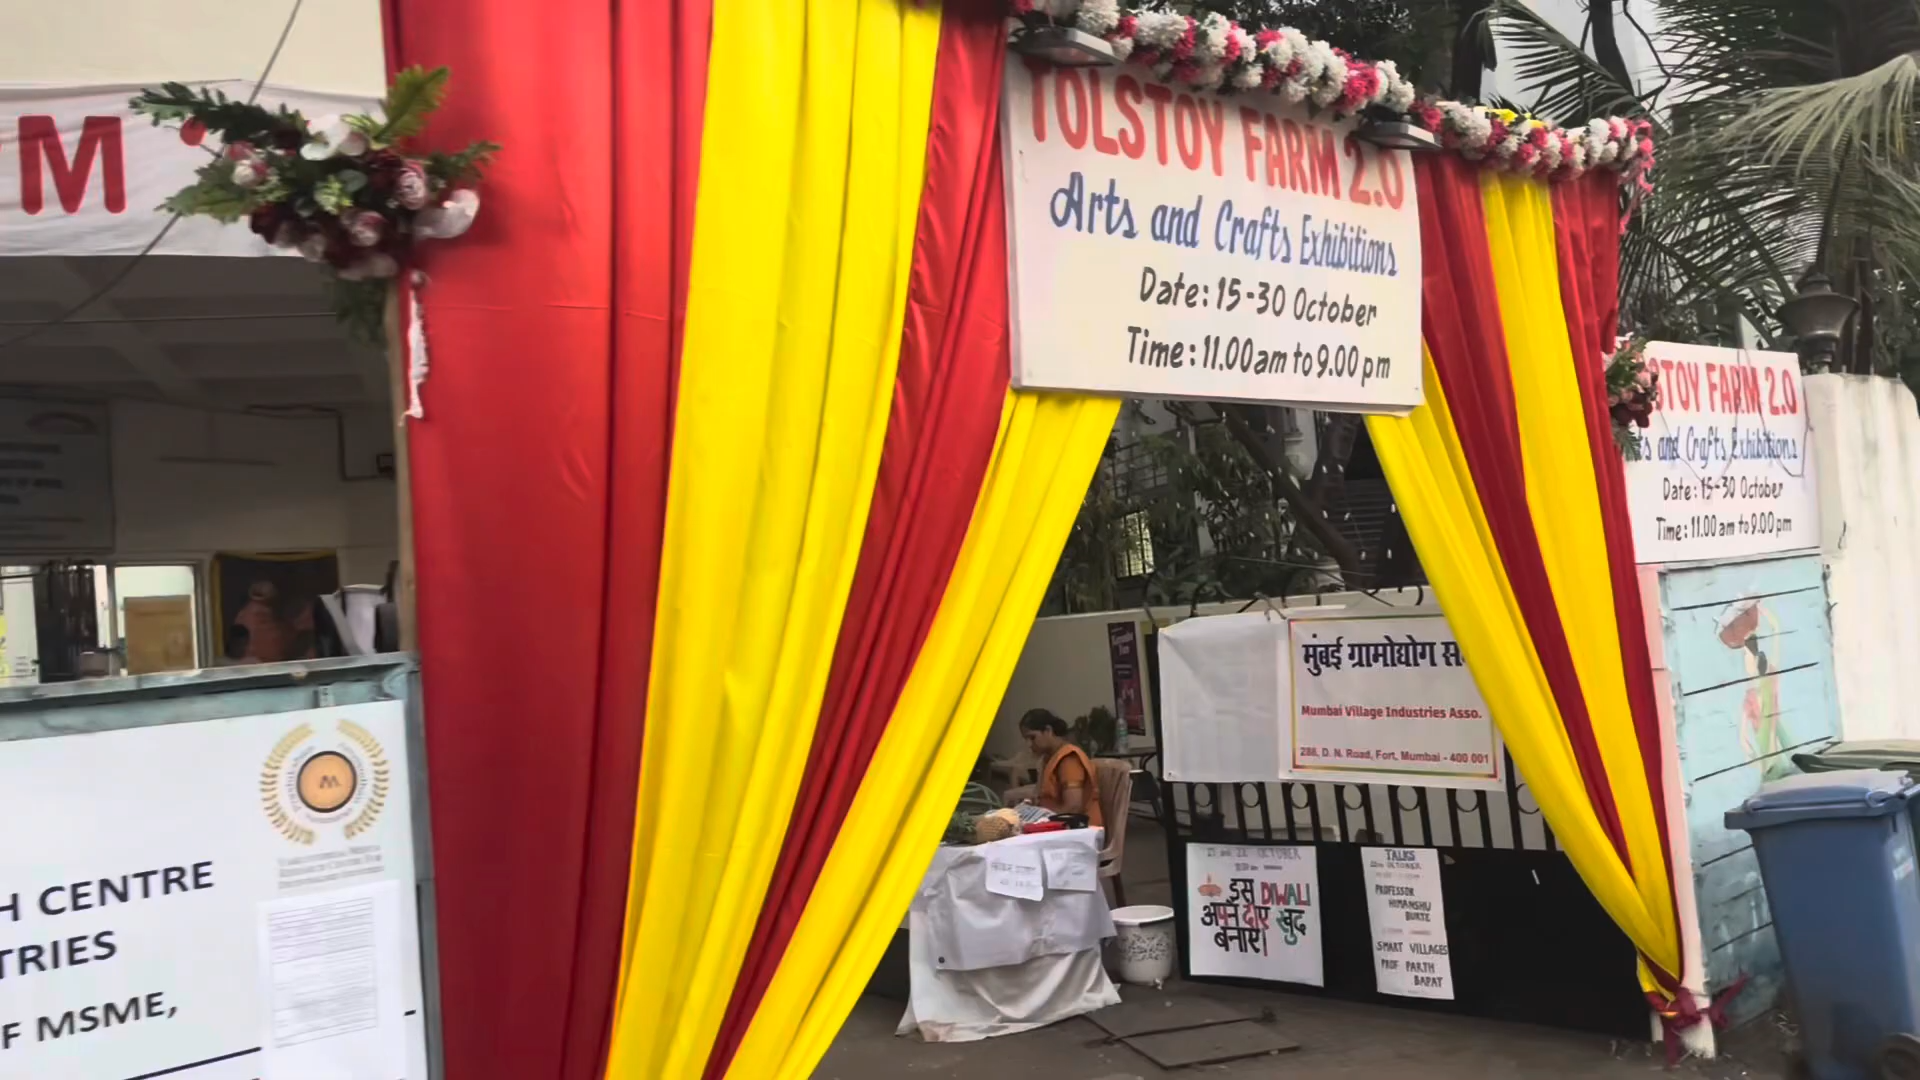 M
TOLSTOY FARM 2.0
Arts and Crafts Exhibitions
Date: 15-30 October
Time: 11.00 am to 9.00 pm
STOY FARM 2.0
ts and Crafts Exhibitions
Date: 15-30 October
Time: 11.00 am to 9.00 pm
मुंबई ग्रामोद्योग
Mumbai Village Industries Asso.
288, D. N. Road, Fort, Mumbai - 400 001
OCTOBER
इस DIWALI
अपने दीए खुद
बनाएं।
TALKS
OCTOBER
PROFESSOR
HIMANSHU
BURTE
SMART VILLAGES
PROF PARTH
BAPAT
H CENTRE
TRIES
F MSME,